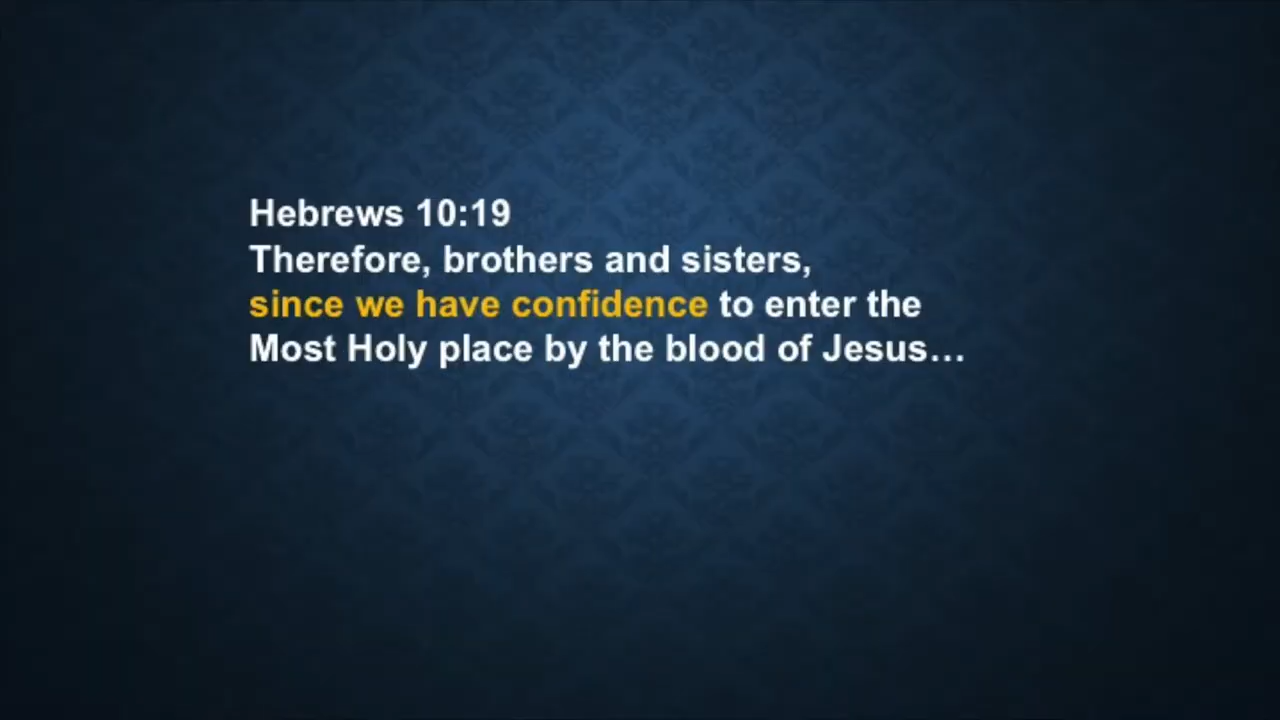 Hebrews 10:19
Therefore, brothers and sisters,
since we have confidence to enter the
Most Holy place by the blood of Jesus…